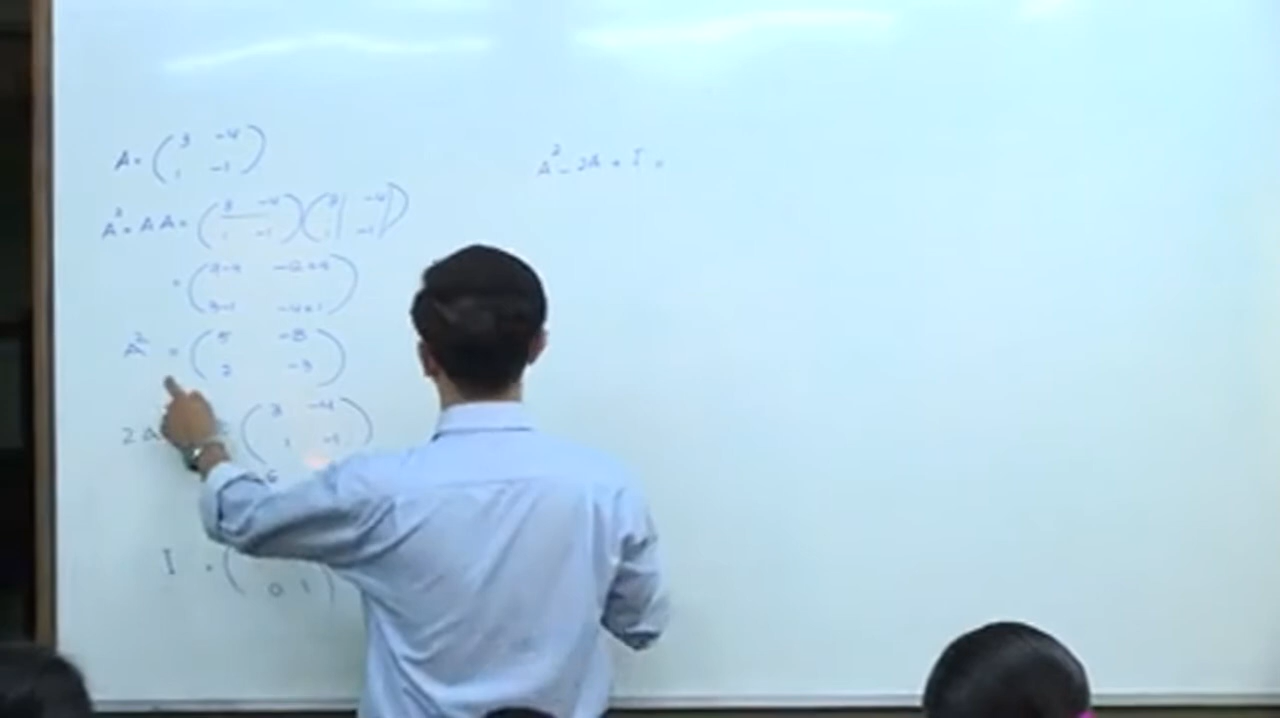 A = ( 3 -4
1 -1 )
A² = A A = ( 3 -4
1 -1 ) ( 3 -4
1 -1 )
= ( 9-4 -12+4
3-1 -4+1 )
A² = ( 5 -8
2 -3 )
2A = ( 3 -4
1 -1 )
6
I = (
0 1 )
A² - 2A + I =